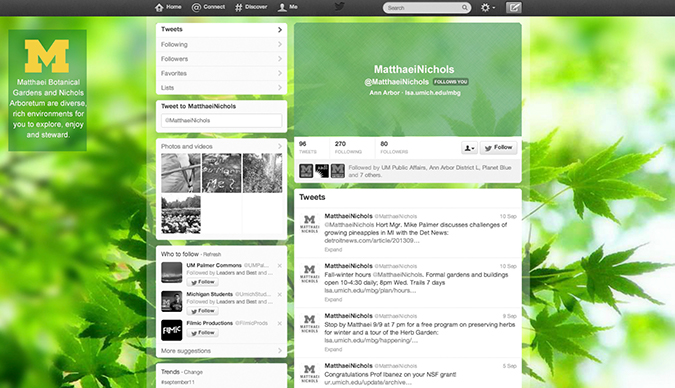 Home @ Connect # Discover Me
Search
M
Matthaei Botanical
Gardens and Nichols
Arboretum are diverse,
rich environments for
you to explore, enjoy
and steward.
Tweets
Following
Followers
Favorites
Lists
Tweet to MatthaeiNichols
@MatthaeiNichols
Photos and videos
Who to follow · Refresh
UM Palmer Commons @UMPal...
Followed by Leaders and Best and ...
Follow
Michigan Students @UmichStud...
Followed by Leaders and Best and ...
Follow
FILMIC
Filmic Productions @FilmicProds
Follow
More suggestions
Trends · Change
#september11
MatthaeiNichols
@MatthaeiNichols FOLLOWS YOU
Ann Arbor · lsa.umich.edu/mbg
96 TWEETS
270 FOLLOWING
80 FOLLOWERS
Follow
Followed by UM Public Affairs, Ann Arbor District L, Planet Blue
and 7 others.
Tweets
M MATTHAEI NICHOLS
MatthaeiNichols @MatthaeiNichols 10 Sep
Hort Mgr. Mike Palmer discusses challenges of
growing pineapples in MI with the Det News:
detroitnews.com/article/201309...
Expand
M MATTHAEI NICHOLS
MatthaeiNichols @MatthaeiNichols 10 Sep
Fall-winter hours @MatthaeiNichols. Formal gardens and buildings
open 10-4:30 daily; 8pm Wed. Trails 7 days
lsa.umich.edu/mbg/plan/hours...
Expand
M MATTHAEI NICHOLS
MatthaeiNichols @MatthaeiNichols 9 Sep
Stop by Matthaei 9/9 at 7 pm for a free program on preserving herbs
for winter and a tour of the Herb Garden:
lsa.umich.edu/mbg/happening/...
Expand
M MATTHAEI NICHOLS
MatthaeiNichols @MatthaeiNichols 5 Sep
Congratulations Prof Ibanez on your NSF grant!
ur.umich.edu/update/archive...